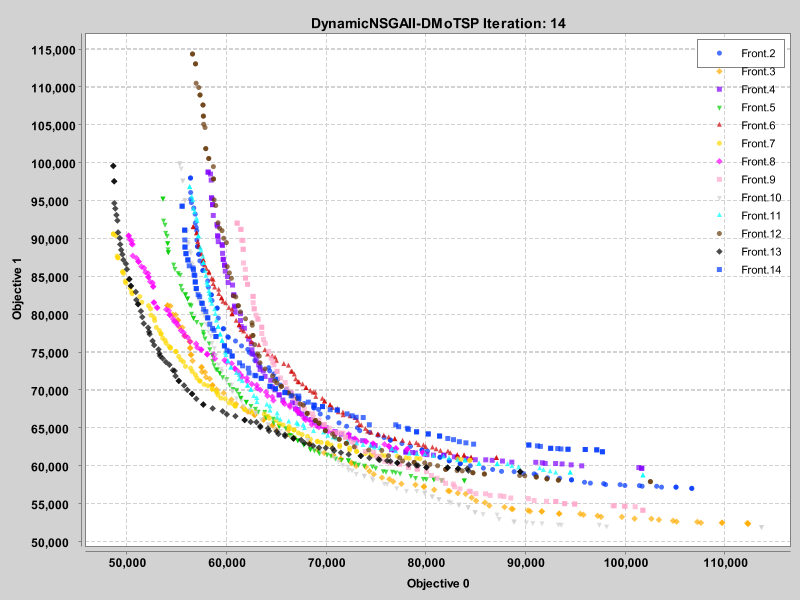 DynamicNSGAII-DMoTSP Iteration: 14
115,000
110,000
105,000
100,000
95,000
90,000
85,000
80,000
75,000
70,000
65,000
60,000
55,000
50,000
Objective 1
50,000 60,000 70,000 80,000 90,000 100,000 110,000
Objective 0
Front.2
Front.3
Front.4
Front.5
Front.6
Front.7
Front.8
Front.9
Front.10
Front.11
Front.12
Front.13
Front.14